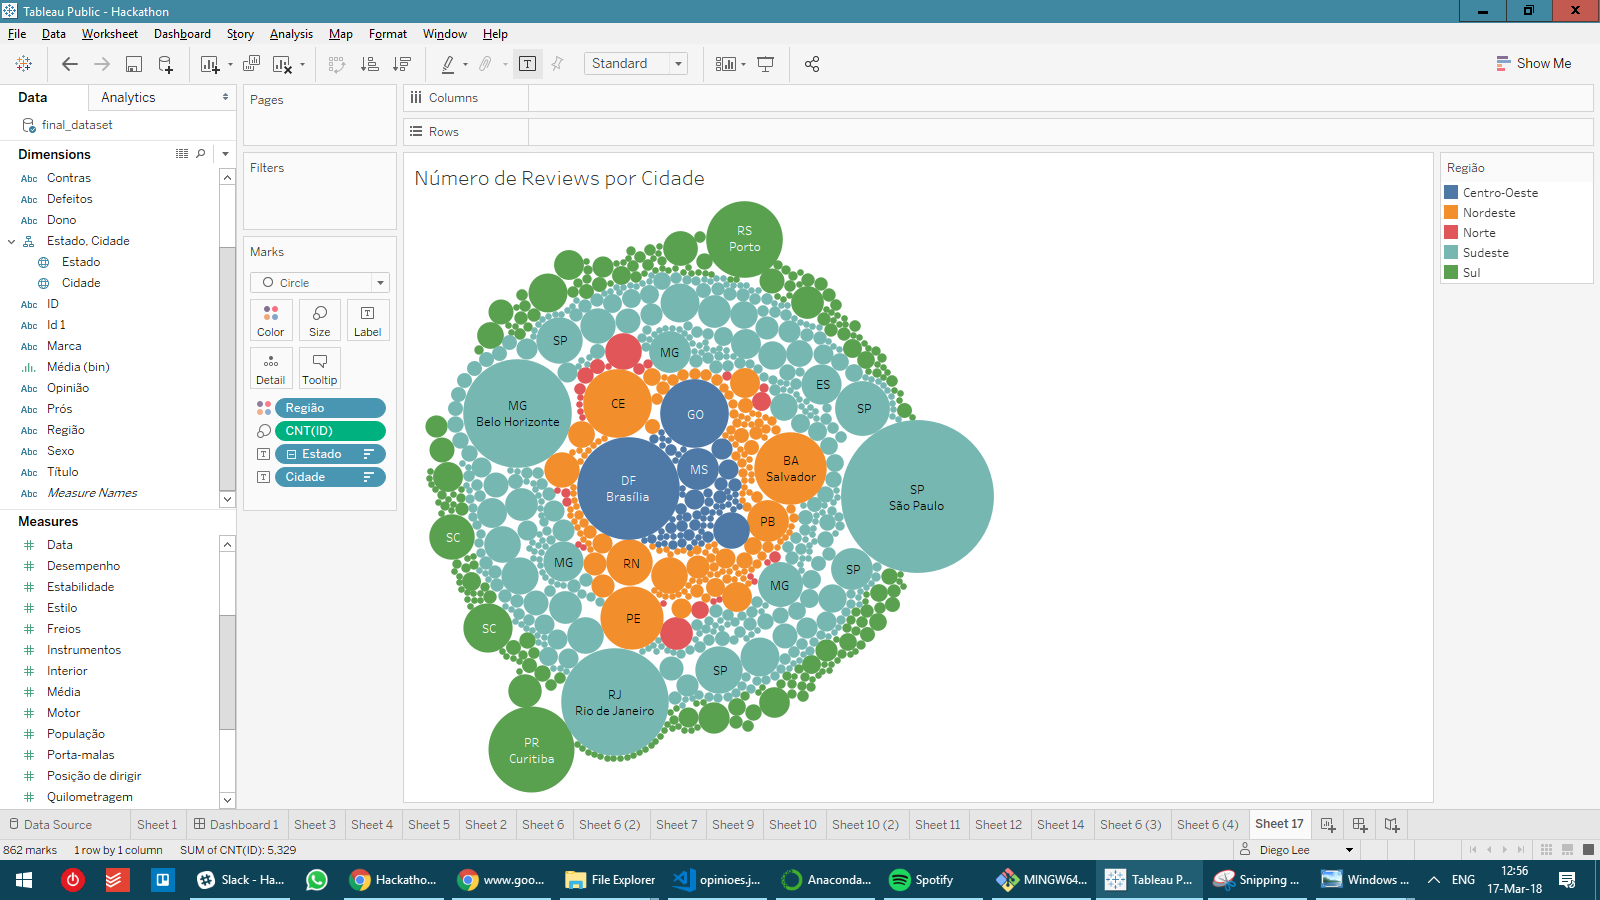 Tableau Public - Hackathon
File Data Worksheet Dashboard Story Analysis Map Format Window Help
Standard
Show Me
Data
Analytics
final_dataset
Dimensions
Abc Contras
Abc Defeitos
Abc Dono
Estado, Cidade
Estado
Cidade
Abc ID
Abc Id 1
Abc Marca
Média (bin)
Abc Opinião
Abc Prós
Abc Região
Abc Sexo
Abc Título
Abc Measure Names
Measures
# Data
# Desempenho
# Estabilidade
# Estilo
# Freios
# Instrumentos
# Interior
# Média
# Motor
# População
# Porta-malas
# Posição de dirigir
# Quilometragem
Pages
Filters
Marks
Circle
Color Size Label
Detail Tooltip
Região
CNT(ID)
Estado
Cidade
Columns
Rows
Número de Reviews por Cidade
RS
Porto
SP
MG
ES
SP
MG
Belo Horizonte
CE
GO
BA
Salvador
MS
DF
Brasília
SP
São Paulo
PB
SC
MG
RN
SP
MG
PE
SC
SP
RJ
Rio de Janeiro
PR
Curitiba
Região
Centro-Oeste
Nordeste
Norte
Sudeste
Sul
Data Source Sheet 1 Dashboard 1 Sheet 3 Sheet 4 Sheet 5 Sheet 2 Sheet 6 Sheet 6 (2) Sheet 7 Sheet 9 Sheet 10 Sheet 10 (2) Sheet 11 Sheet 12 Sheet 14 Sheet 6 (3) Sheet 6 (4) Sheet 17
862 marks 1 row by 1 column SUM of CNT(ID): 5,329
Diego Lee
Slack - Ha... Hackatho... www.goo... File Explorer opinioes.j... Anaconda... Spotify MINGW64... Tableau P... Snipping ... Windows ... ENG
12:56
17-Mar-18